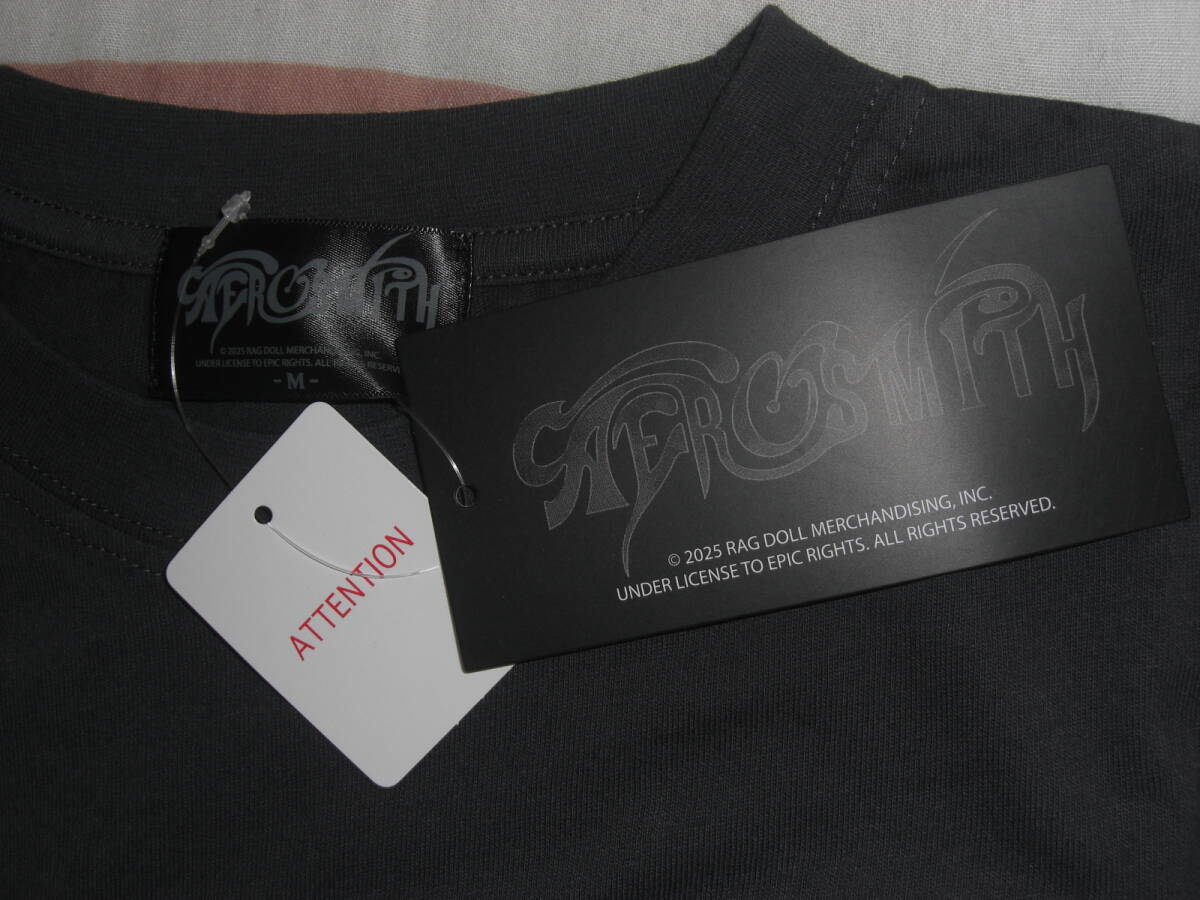 AEROSMITH
© 2025 RAG DOLL MERCHANDISING, INC.
UNDER LICENSE TO EPIC RIGHTS. ALL RIGHTS RESERVED.
- M -
ATTENTION
AEROSMITH
© 2025 RAG DOLL MERCHANDISING, INC.
UNDER LICENSE TO EPIC RIGHTS. ALL RIGHTS RESERVED.